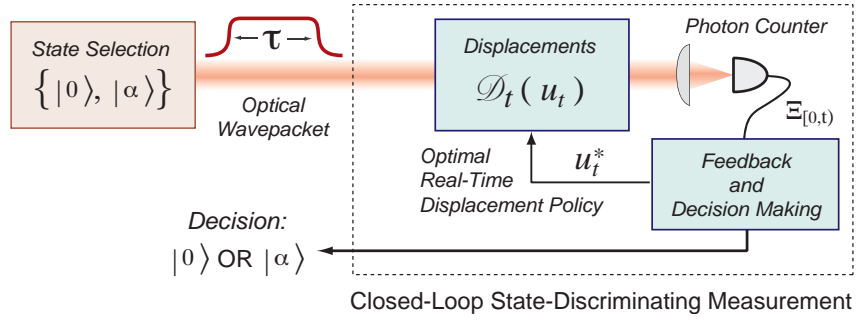 State Selection
{|0⟩, |α⟩}
τ
Optical
Wavepacket
Displacements
𝒟t(ut)
Photon Counter
Ξ[0,t)
Optimal
Real-Time
Displacement Policy
u*t
Feedback
and
Decision Making
Decision:
|0⟩ OR |α⟩
Closed-Loop State-Discriminating Measurement